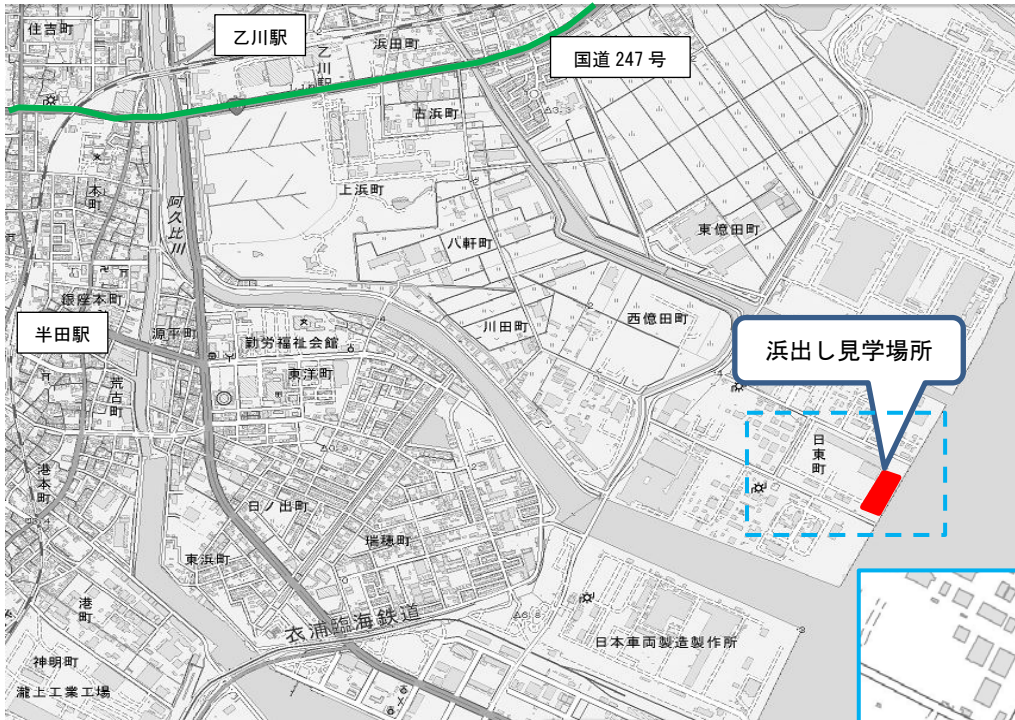 住吉町
乙川駅
浜田町
国道 247 号
乙川駅
古浜町
本町
阿久比川
上浜町
八軒町
東億田町
銀座本町
半田駅
源平町
勤労福祉会館
川田町
西億田町
東洋町
荒古町
浜出し見学場所
日東町
港本町
日ノ出町
瑞穂町
東浜町
港町
衣浦臨海鉄道
日本車両製造製作所
神明町
瀧上工業工場